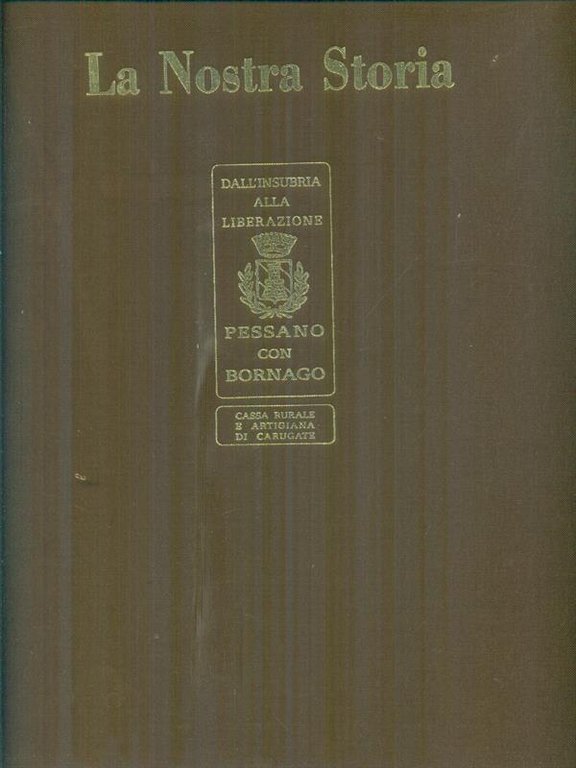 La Nostra Storia
DALL'INSUBRIA
ALLA
LIBERAZIONE
PESSANO
CON
BORNAGO
CASSA RURALE
E ARTIGIANA
DI CARUGATE